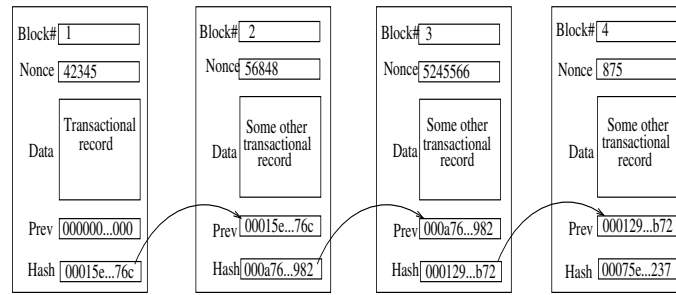 Block# 1
Nonce 42345
Transactional
record
Data
Prev 000000...000
Hash 00015e...76c
Block# 2
Nonce 56848
Some other
transactional
record
Data
Prev 00015e...76c
Hash 000a76...982
Block# 3
Nonce 5245566
Some other
transactional
record
Data
Prev 000a76...982
Hash 000129...b72
Block# 4
Nonce 875
Some other
transactional
record
Data
Prev 000129...b72
Hash 00075e...237